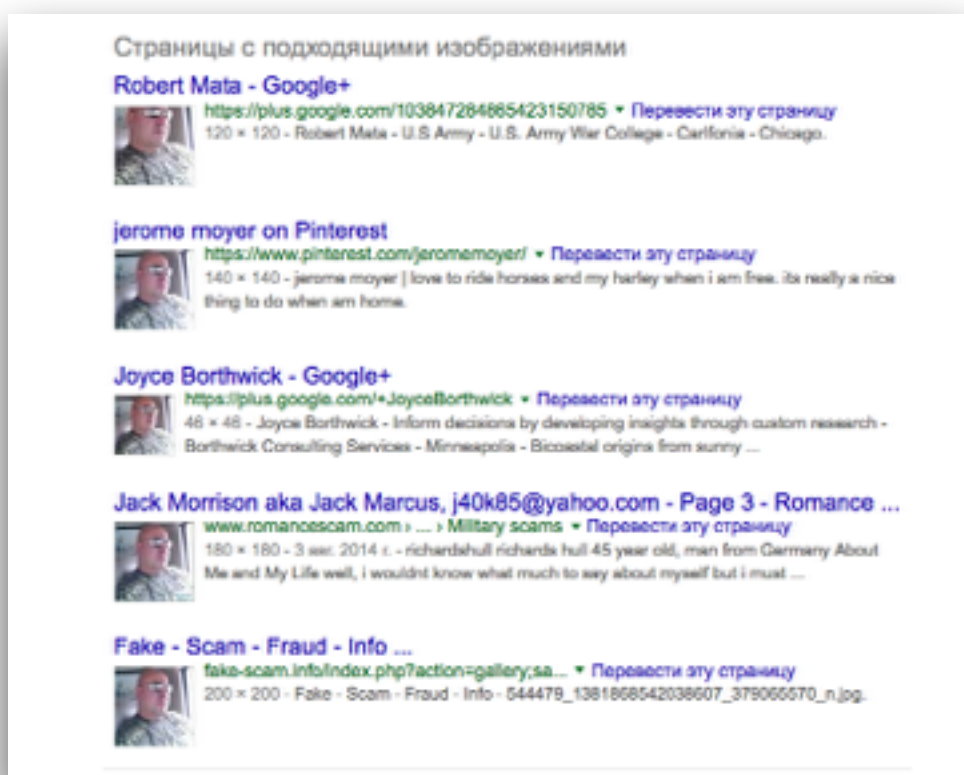 Страницы с подходящими изображениями
Robert Mata - Google+
https://plus.google.com/103847284865423150785 ▾ Перевести эту страницу
120 × 120 - Robert Mata - U.S Army - U.S. Army War College - Carlfonia - Chicago.
jerome moyer on Pinterest
https://www.pinterest.com/jeromemoyer/ ▾ Перевести эту страницу
140 × 140 - jerome moyer | love to ride horses and my harley when i am free. its really a nice
thing to do when am home.
Joyce Borthwick - Google+
https://plus.google.com/+JoyceBorthwick ▾ Перевести эту страницу
46 × 46 - Joyce Borthwick - Inform decisions by developing insights through custom research -
Borthwick Consulting Services - Minneapolis - Bicoastal origins from sunny ...
Jack Morrison aka Jack Marcus, j40k85@yahoo.com - Page 3 - Romance ...
www.romancescam.com › ... › Military scams ▾ Перевести эту страницу
180 × 180 - 3 авг. 2014 г. - richardshull richards hull 45 year old, man from Germany About
Me and My Life well, i wouldnt know what much to say about myself but i must ...
Fake - Scam - Fraud - Info ...
fake-scam.info/index.php?action=gallery;sa... ▾ Перевести эту страницу
200 × 200 - Fake - Scam - Fraud - Info - 544479_1381868542038607_379065570_n.jpg.